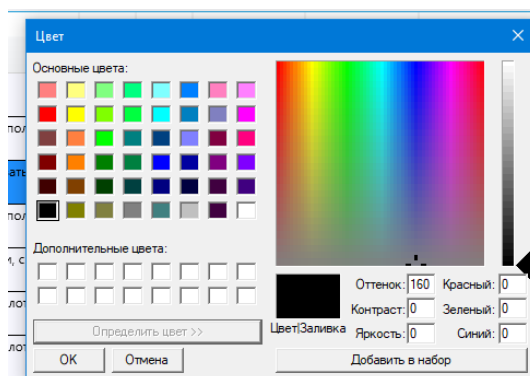 Цвет
Основные цвета:
Дополнительные цвета:
Определить цвет >>
ОК
Отмена
Цвет|Заливка
Оттенок: 160
Контраст: 0
Яркость: 0
Красный: 0
Зеленый: 0
Синий: 0
Добавить в набор